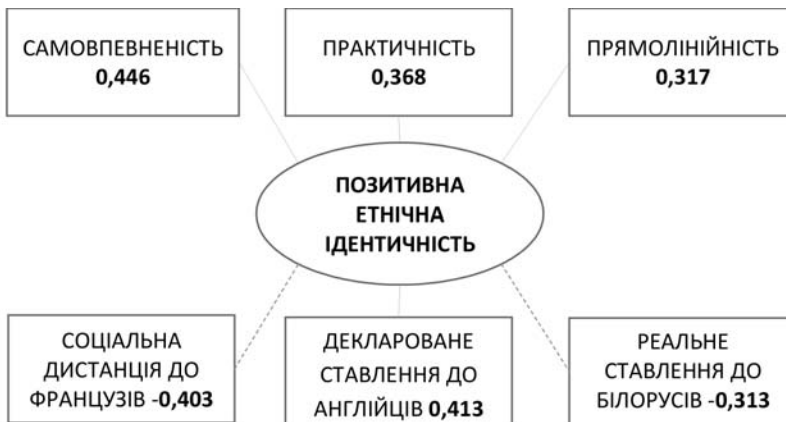 САМОВПЕВНЕНІСТЬ
0,446
ПРАКТИЧНІСТЬ
0,368
ПРЯМОЛІНІЙНІСТЬ
0,317
ПОЗИТИВНА
ЕТНІЧНА
ІДЕНТИЧНІСТЬ
СОЦІАЛЬНА
ДИСТАНЦІЯ ДО
ФРАНЦУЗІВ -0,403
ДЕКЛАРОВАНЕ
СТАВЛЕННЯ ДО
АНГЛІЙЦІВ 0,413
РЕАЛЬНЕ
СТАВЛЕННЯ ДО
БІЛОРУСІВ -0,313